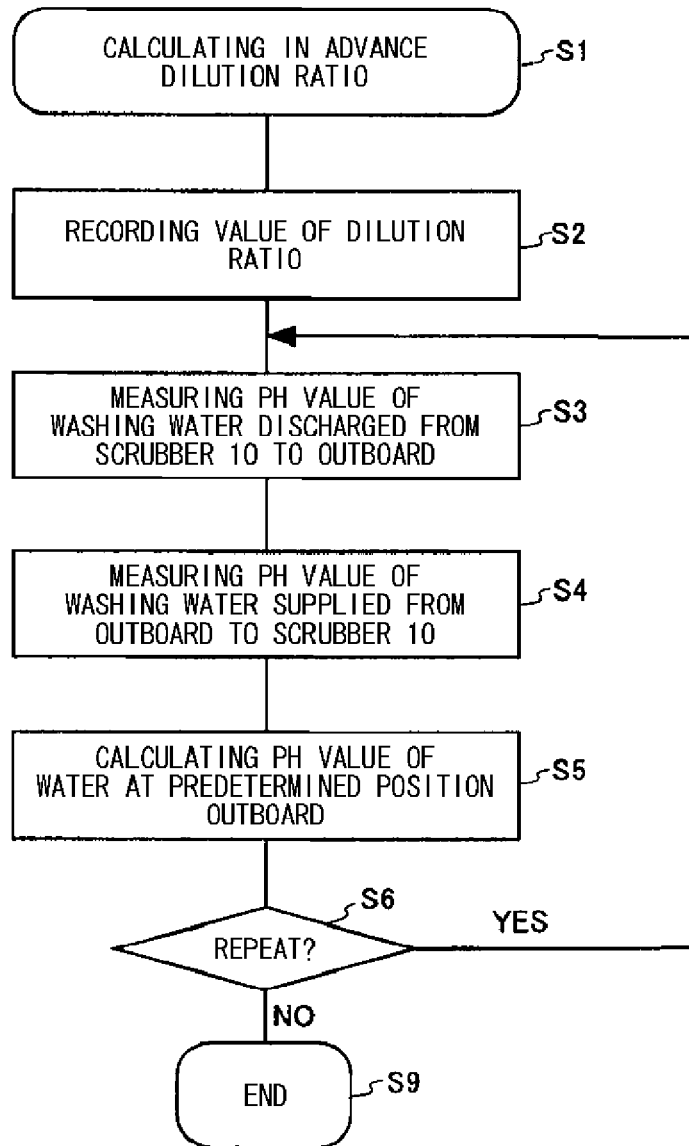 CALCULATING IN ADVANCE
DILUTION RATIO
S1
RECORDING VALUE OF DILUTION
RATIO
S2
MEASURING PH VALUE OF
WASHING WATER DISCHARGED FROM
SCRUBBER 10 TO OUTBOARD
S3
MEASURING PH VALUE OF
WASHING WATER SUPPLIED FROM
OUTBOARD TO SCRUBBER 10
S4
CALCULATING PH VALUE OF
WATER AT PREDETERMINED POSITION
OUTBOARD
S5
S6
REPEAT?
YES
NO
END
S9